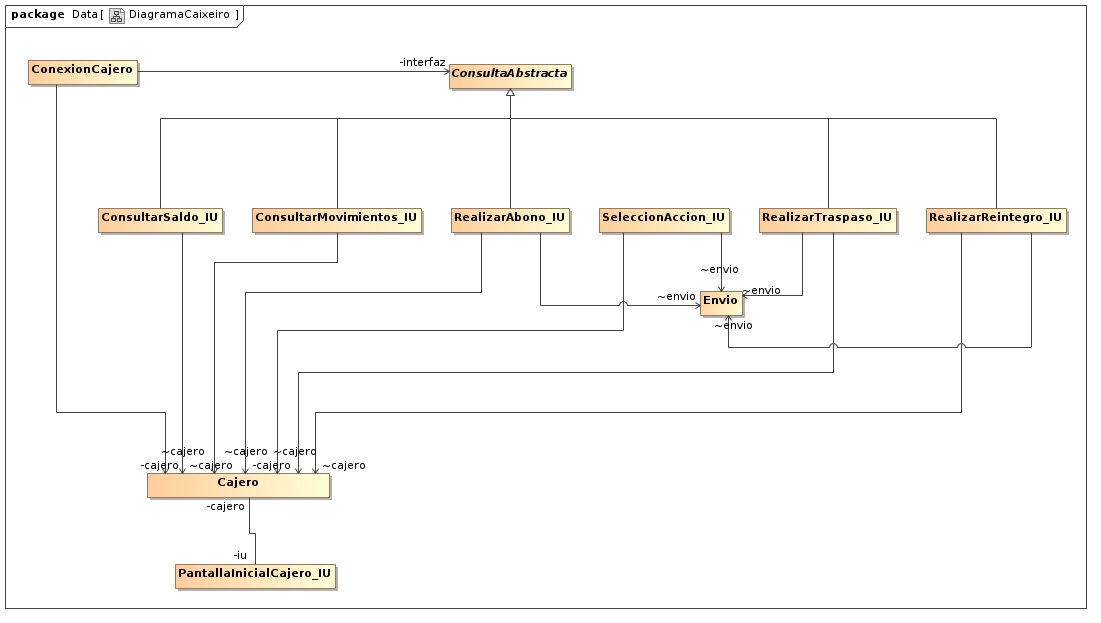 package Data[ DiagramaCaixeiro ]
ConexionCajero
-interfaz
ConsultaAbstracta
ConsultarSaldo_IU
ConsultarMovimientos_IU
RealizarAbono_IU
SeleccionAccion_IU
RealizarTraspaso_IU
RealizarReintegro_IU
~envio
~envio
~envio
Envio
~envio
~cajero
~cajero
~cajero
-cajero
~cajero
-cajero
~cajero
Cajero
-cajero
-iu
PantallaInicialCajero_IU